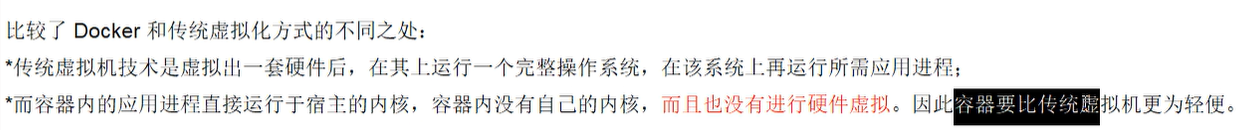 比较了 Docker 和传统虚拟化方式的不同之处：
*传统虚拟机技术是虚拟出一套硬件后，在其上运行一个完整操作系统，在该系统上再运行所需应用进程；
*而容器内的应用进程直接运行于宿主的内核，容器内没有自己的内核，而且也没有进行硬件虚拟。因此容器要比传统虚拟机更为轻便。